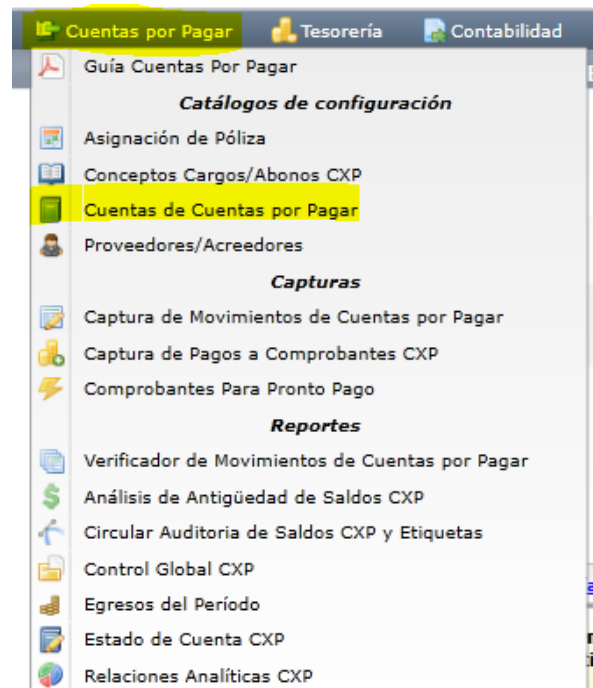 Cuentas por Pagar Tesorería Contabilidad
Guía Cuentas Por Pagar
Catálogos de configuración
Asignación de Póliza
Conceptos Cargos/Abonos CXP
Cuentas de Cuentas por Pagar
Proveedores/Acreedores
Capturas
Captura de Movimientos de Cuentas por Pagar
Captura de Pagos a Comprobantes CXP
Comprobantes Para Pronto Pago
Reportes
Verificador de Movimientos de Cuentas por Pagar
Análisis de Antigüedad de Saldos CXP
Circular Auditoria de Saldos CXP y Etiquetas
Control Global CXP
Egresos del Período
Estado de Cuenta CXP
Relaciones Analíticas CXP